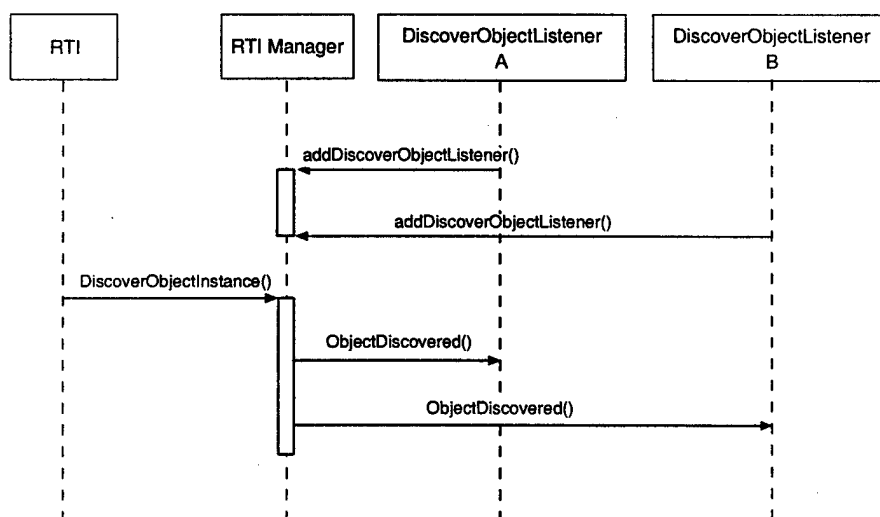 RTI
RTI Manager
DiscoverObjectListener
A
DiscoverObjectListener
B
addDiscoverObjectListener()
addDiscoverObjectListener()
DiscoverObjectInstance()
ObjectDiscovered()
ObjectDiscovered()